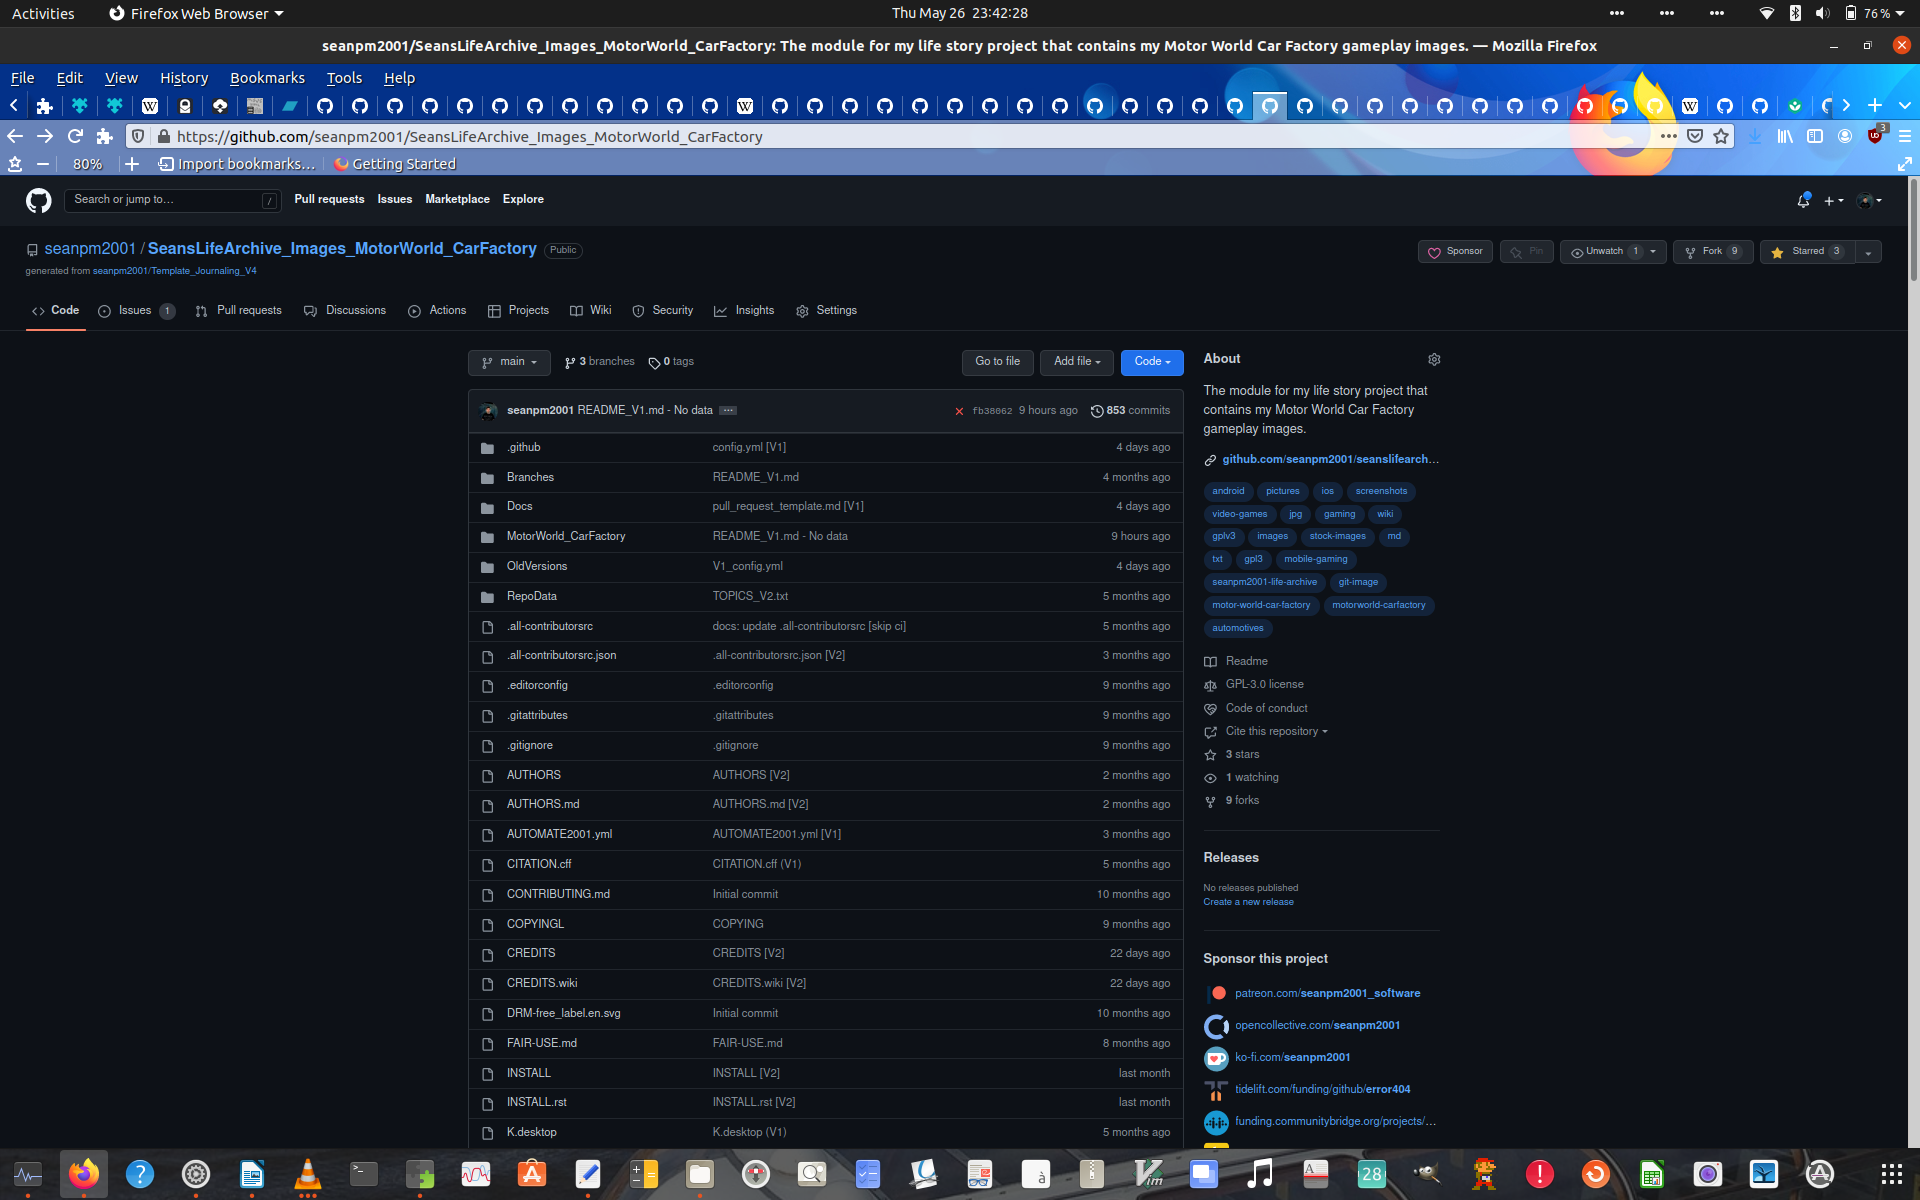 Activities Firefox Web Browser Thu May 26 23:42:28 76 %
seanpm2001/SeansLifeArchive_Images_MotorWorld_CarFactory: The module for my life story project that contains my Motor World Car Factory gameplay images. — Mozilla Firefox
File Edit View History Bookmarks Tools Help
https://github.com/seanpm2001/SeansLifeArchive_Images_MotorWorld_CarFactory 3
80% Import bookmarks... Getting Started
Search or jump to... / Pull requests Issues Marketplace Explore
seanpm2001 / SeansLifeArchive_Images_MotorWorld_CarFactory Public Sponsor Pin Unwatch 1 Fork 9 Starred 3
generated from seanpm2001/Template_Journaling_V4
Code Issues 1 Pull requests Discussions Actions Projects Wiki Security Insights Settings
main 3 branches 0 tags Go to file Add file Code
seanpm2001 README_V1.md - No data ... fb38062 9 hours ago 853 commits
.github config.yml [V1] 4 days ago
Branches README_V1.md 4 months ago
Docs pull_request_template.md [V1] 4 days ago
MotorWorld_CarFactory README_V1.md - No data 9 hours ago
OldVersions V1_config.yml 4 days ago
RepoData TOPICS_V2.txt 5 months ago
.all-contributorsrc docs: update .all-contributorsrc [skip ci] 5 months ago
.all-contributorsrc.json .all-contributorsrc.json [V2] 3 months ago
.editorconfig .editorconfig 9 months ago
.gitattributes .gitattributes 9 months ago
.gitignore .gitignore 9 months ago
AUTHORS AUTHORS [V2] 2 months ago
AUTHORS.md AUTHORS.md [V2] 2 months ago
AUTOMATE2001.yml AUTOMATE2001.yml [V1] 3 months ago
CITATION.cff CITATION.cff (V1) 5 months ago
CONTRIBUTING.md Initial commit 10 months ago
COPYINGL COPYING 9 months ago
CREDITS CREDITS [V2] 22 days ago
CREDITS.wiki CREDITS.wiki [V2] 22 days ago
DRM-free_label.en.svg Initial commit 10 months ago
FAIR-USE.md FAIR-USE.md 8 months ago
INSTALL INSTALL [V2] last month
INSTALL.rst INSTALL.rst [V2] last month
K.desktop K.desktop (V1) 5 months ago
About
The module for my life story project that
contains my Motor World Car Factory
gameplay images.
github.com/seanpm2001/seanslifearch...
android pictures ios screenshots
video-games jpg gaming wiki
gplv3 images stock-images md
txt gpl3 mobile-gaming
seanpm2001-life-archive git-image
motor-world-car-factory motorworld-carfactory
automotives
Readme
GPL-3.0 license
Code of conduct
Cite this repository
3 stars
1 watching
9 forks
Releases
No releases published
Create a new release
Sponsor this project
patreon.com/seanpm2001_software
opencollective.com/seanpm2001
ko-fi.com/seanpm2001
tidelift.com/funding/github/error404
funding.communitybridge.org/projects/...
28